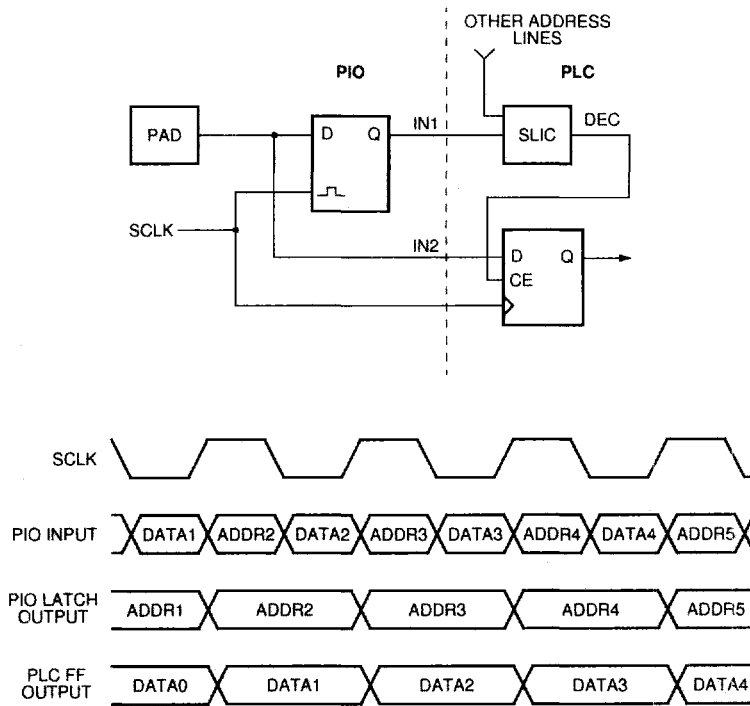 OTHER ADDRESS
LINES
PIO
PLC
PAD
D Q
IN1
SLIC
DEC
SCLK
IN2
D Q
CE
SCLK
PIO INPUT
DATA1 ADDR2 DATA2 ADDR3 DATA3 ADDR4 DATA4 ADDR5
PIO LATCH
OUTPUT
ADDR1 ADDR2 ADDR3 ADDR4 ADDR5
PLC FF
OUTPUT
DATA0 DATA1 DATA2 DATA3 DATA4